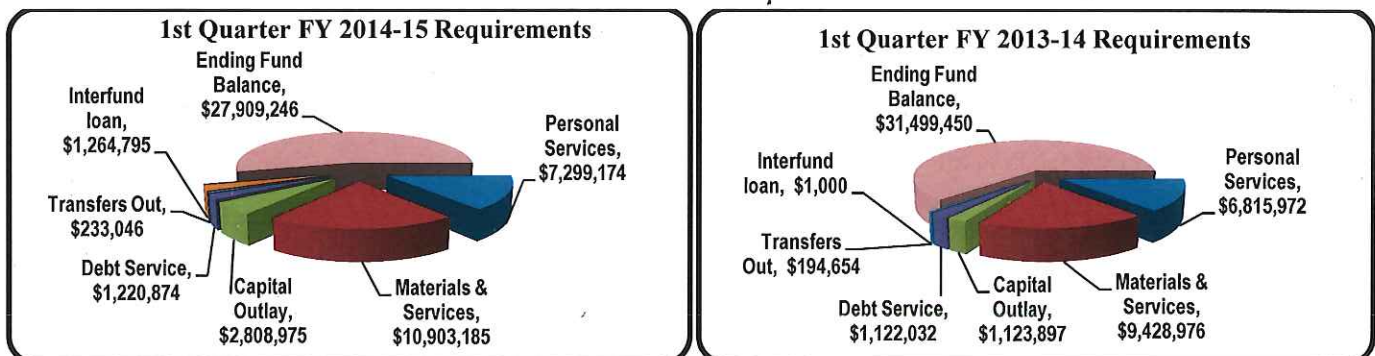 1st Quarter FY 2014-15 Requirements
Ending Fund
Balance,
$27,909,246
Interfund
loan,
$1,264,795
Personal
Services,
$7,299,174
Transfers Out,
$233,046
Debt Service,
$1,220,874
Capital
Outlay,
$2,808,975
Materials &
Services,
$10,903,185
1st Quarter FY 2013-14 Requirements
Ending Fund
Balance,
$31,499,450
Interfund
loan, $1,000
Personal
Services,
$6,815,972
Transfers
Out, $194,654
Debt Service,
$1,122,032
Capital
Outlay,
$1,123,897
Materials &
Services,
$9,428,976